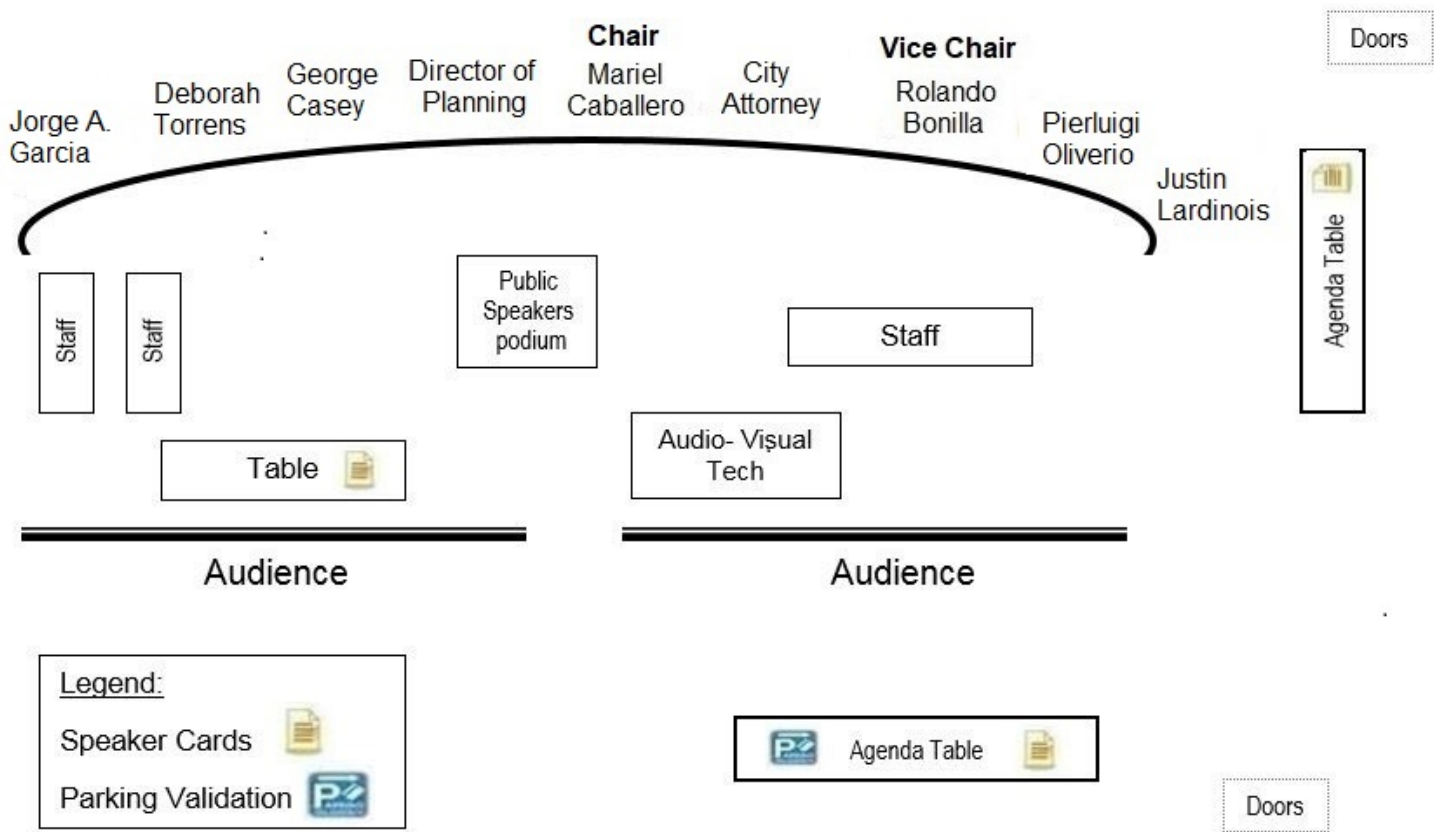 Chair
Mariel
Caballero
Vice Chair
Rolando
Bonilla
Doors
Jorge A.
Garcia
Deborah
Torrens
George
Casey
Director of
Planning
City
Attorney
Pierluigi
Oliverio
Justin
Lardinois
Agenda Table
Staff
Staff
Public
Speakers
podium
Staff
Table
Audio- Visual
Tech
Audience
Audience
Legend:
Speaker Cards
Parking Validation
Agenda Table
Doors